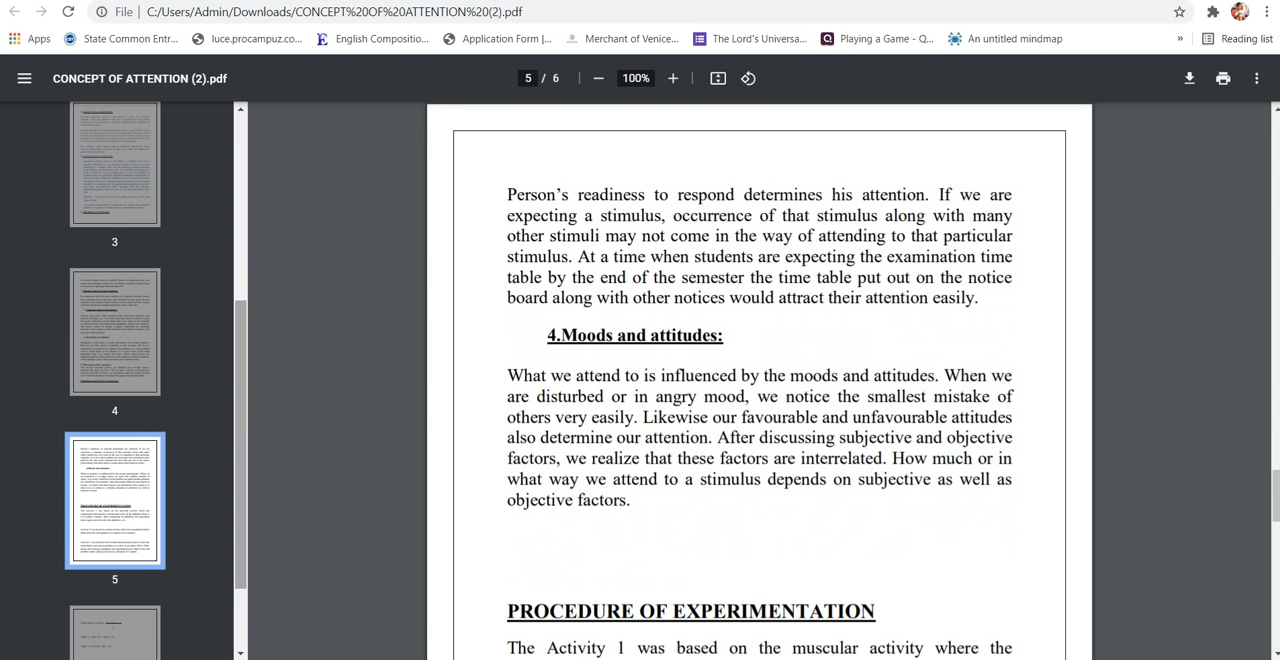 File | C:/Users/Admin/Downloads/CONCEPT%20OF%20ATTENTION%20(2).pdf
Apps State Common Entr... luce.procampuz.co... English Compositio... Application Form |... Merchant of Venice... The Lord's Universa... Playing a Game - Q... An untitled mindmap » Reading list
CONCEPT OF ATTENTION (2).pdf 5 / 6 100%
3
4
5
Person's readiness to respond determines his attention. If we are
expecting a stimulus, occurrence of that stimulus along with many
other stimuli may not come in the way of attending to that particular
stimulus. At a time when students are expecting the examination time
table by the end of the semester the time table put out on the notice
board along with other notices would attract their attention easily.
4.Moods and attitudes:
What we attend to is influenced by the moods and attitudes. When we
are disturbed or in angry mood, we notice the smallest mistake of
others very easily. Likewise our favourable and unfavourable attitudes
also determine our attention. After discussing subjective and objective
factors, we realize that these factors are interrelated. How much or in
what way we attend to a stimulus depends on subjective as well as
objective factors.
PROCEDURE OF EXPERIMENTATION
The Activity 1 was based on the muscular activity where the